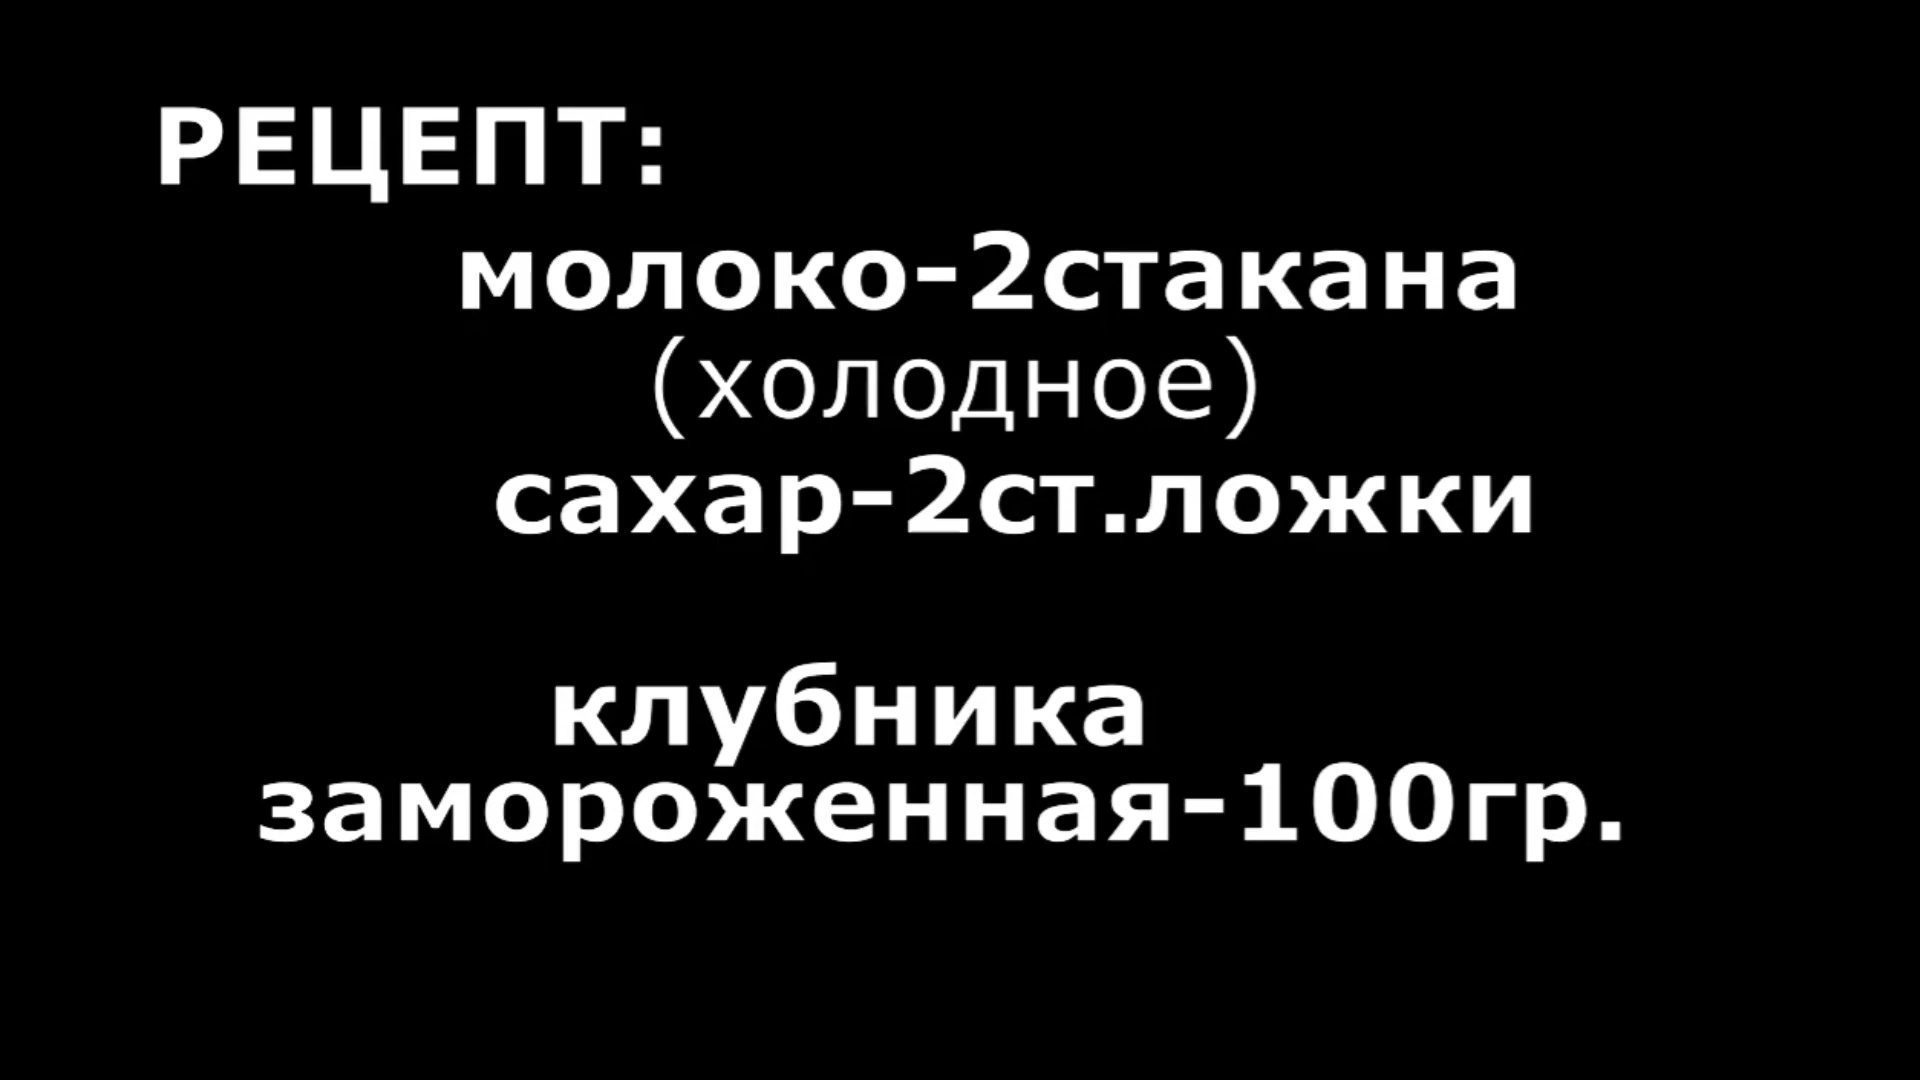 РЕЦЕПТ:
молоко-2стакана
(холодное)
сахар-2ст.ложки
клубника
замороженная-100гр.